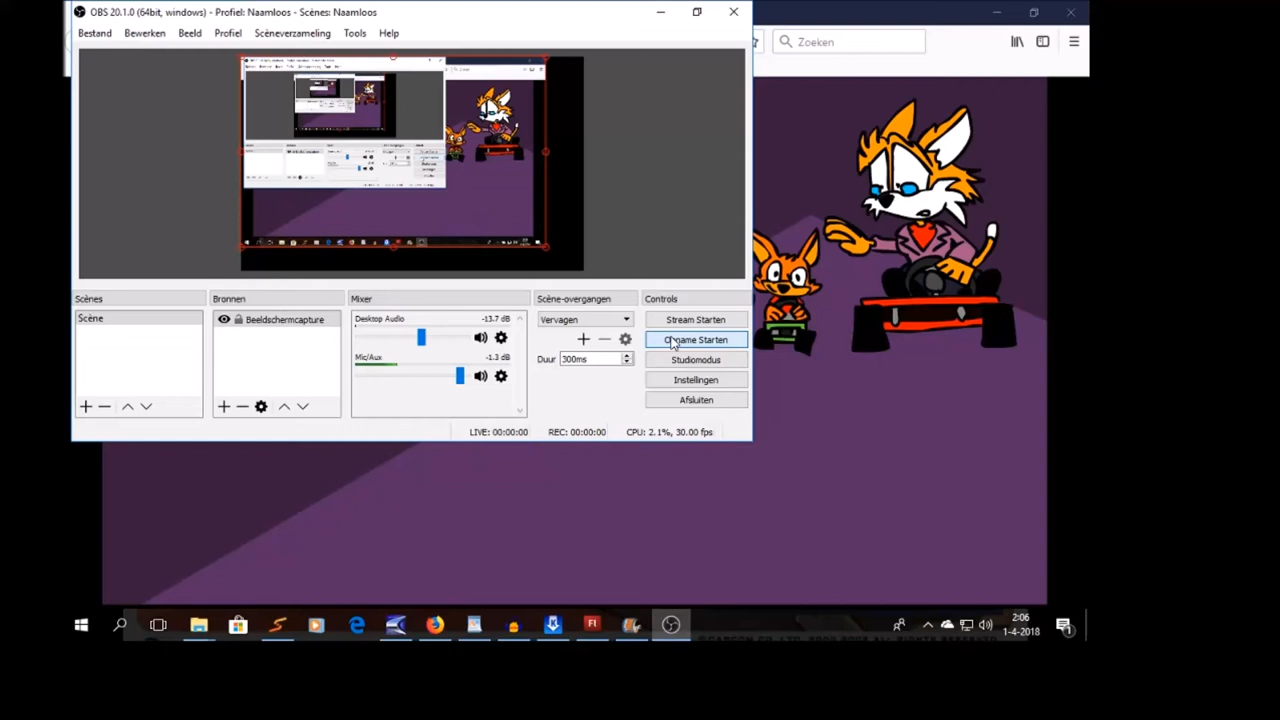 OBS 20.1.0 (64bit, windows) - Profiel: Naamloos - Scènes: Naamloos
Bestand Bewerken Beeld Profiel Scèneverzameling Tools Help
Zoeken
Scènes Bronnen Mixer Scène-overgangen Controls
Scène
Beeldschermcapture
Desktop Audio -13.7 dB
Mic/Aux -1.3 dB
Vervagen
Duur 300ms
Stream Starten
Starten
Studiomodus
Instellingen
Afsluiten
LIVE: 00:00:00 REC: 00:00:00 CPU: 2.1%, 30.00 fps
FI
2:06
1-4-2018
1